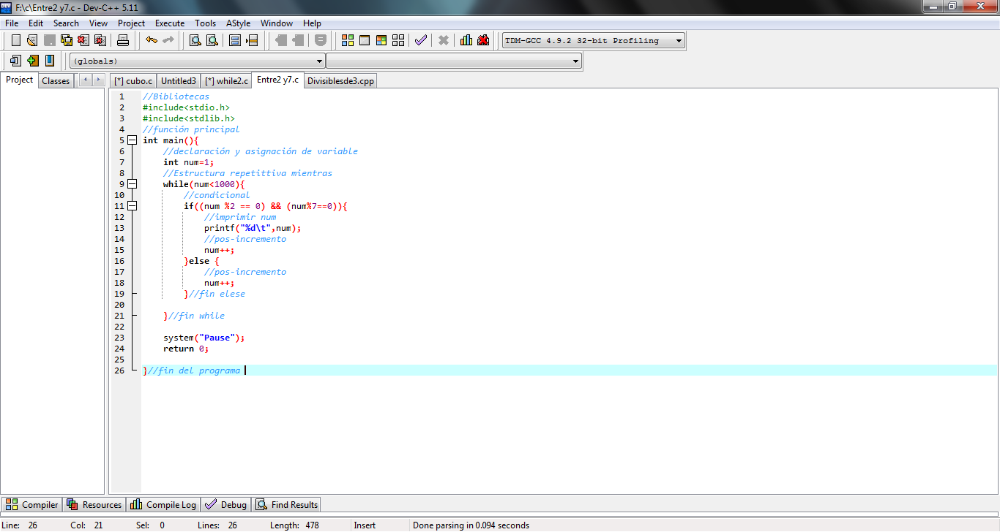 F:\c\Entre2 y7.c - Dev-C++ 5.11
File Edit Search View Project Execute Tools AStyle Window Help
TDM-GCC 4.9.2 32-bit Profiling
(globals)
Project Classes [*] cubo.c Untitled3 [*] while2.c Entre2 y7.c Divisiblesde3.cpp
1 //Bibliotecas
2 #include<stdio.h>
3 #include<stdlib.h>
4 //función principal
5 int main(){
6 //declaración y asignación de variable
7 int num=1;
8 //Estructura repetittiva mientras
9 while(num<1000){
10 //condicional
11 if((num %2 == 0) && (num%7==0)){
12 //imprimir num
13 printf("%d\t",num);
14 //pos-incremento
15 num++;
16 }else {
17 //pos-incremento
18 num++;
19 }//fin elese
20
21 }//fin while
22
23 system("Pause");
24 return 0;
25
26 }//fin del programa
Compiler Resources Compile Log Debug Find Results
Line: 26 Col: 21 Sel: 0 Lines: 26 Length: 478 Insert Done parsing in 0.094 seconds